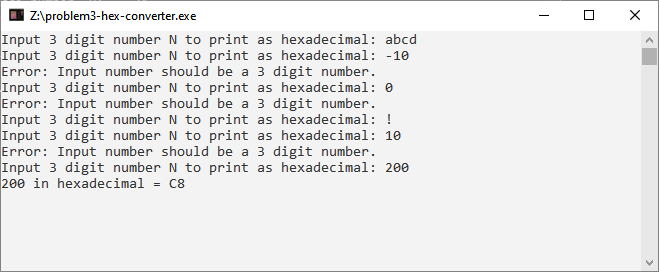 Z:\problem3-hex-converter.exe
Input 3 digit number N to print as hexadecimal: abcd
Input 3 digit number N to print as hexadecimal: -10
Error: Input number should be a 3 digit number.
Input 3 digit number N to print as hexadecimal: 0
Error: Input number should be a 3 digit number.
Input 3 digit number N to print as hexadecimal: !
Input 3 digit number N to print as hexadecimal: 10
Error: Input number should be a 3 digit number.
Input 3 digit number N to print as hexadecimal: 200
200 in hexadecimal = C8